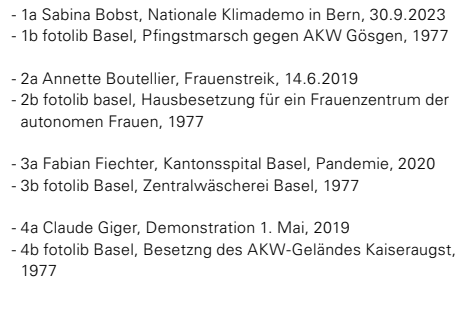 - 1a Sabina Bobst, Nationale Klimademo in Bern, 30.9.2023
- 1b fotolib Basel, Pfingstmarsch gegen AKW Gösgen, 1977
- 2a Annette Boutellier, Frauenstreik, 14.6.2019
- 2b fotolib basel, Hausbesetzung für ein Frauenzentrum der
autonomen Frauen, 1977
- 3a Fabian Fiechter, Kantonsspital Basel, Pandemie, 2020
- 3b fotolib Basel, Zentralwäscherei Basel, 1977
- 4a Claude Giger, Demonstration 1. Mai, 2019
- 4b fotolib Basel, Besetzng des AKW-Geländes Kaiseraugst,
1977